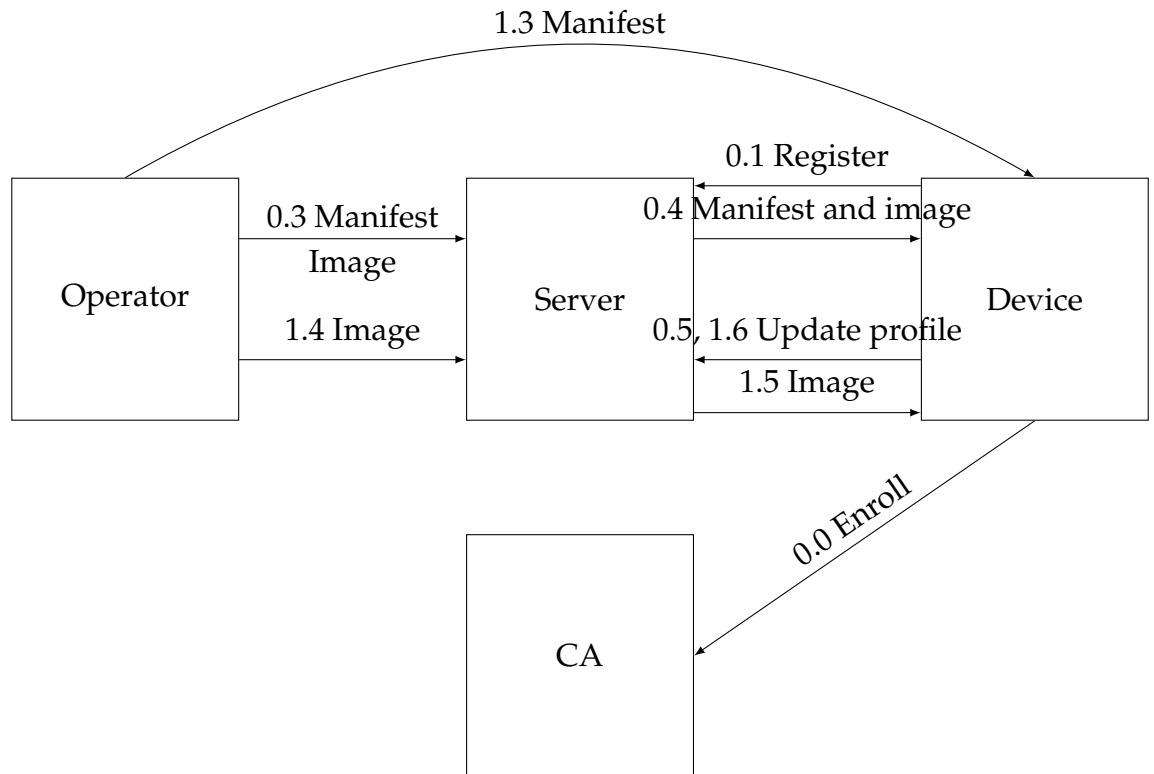 1.3 Manifest
0.1 Register
0.3 Manifest
0.4 Manifest and image
Image
Operator
Server
Device
1.4 Image
0.5, 1.6 Update profile
1.5 Image
0.0 Enroll
CA